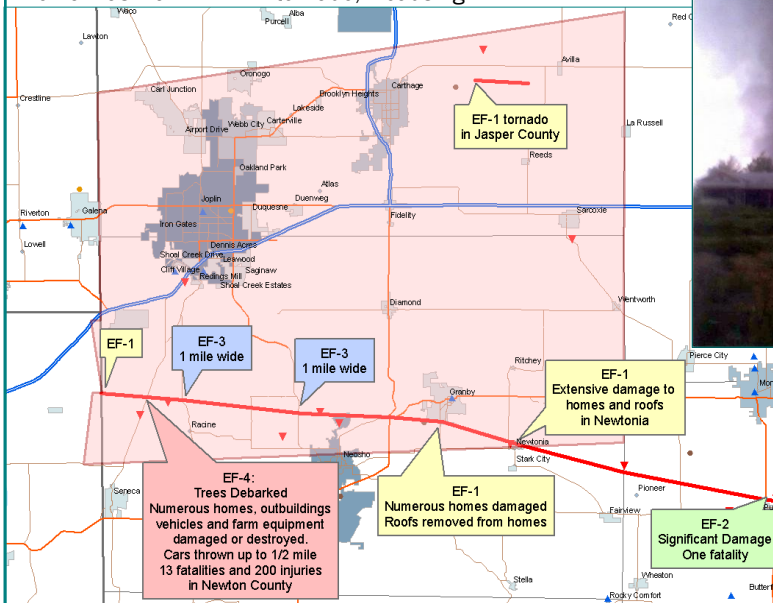 Waco
Alba
Purcell
Red
Lawton
Avilla
Oronogo
Carl Junction
Crestline
Brooklyn Heights
Carthage
Lakeside
Webb City
Carterville
Airport Drive
EF-1 tornado
in Jasper County
La Russell
Oakland Park
Reeds
Atlas
Joplin
Duenweg
Duquesne
Riverton
Galena
Fidelity
Sarcoxie
Iron Gates
Lowell
Dennis Acres
Shoal Creek Drive
Leawood
Cliff Village
Saginaw
Redings Mill
Shoal Creek Estates
Diamond
Wentworth
EF-1
EF-3
1 mile wide
EF-3
1 mile wide
Ritchey
Pierce City
EF-1
Extensive damage to
homes and roofs
in Newtonia
Mon
Granby
Racine
Newtonia
Neosho
Stark City
EF-4:
Trees Debarked
Numerous homes, outbuildings
vehicles and farm equipment
damaged or destroyed.
Cars thrown up to 1/2 mile
13 fatalities and 200 injuries
in Newton County
EF-1
Numerous homes damaged
Roofs removed from homes
Seneca
Pioneer
Fairview
EF-2
Significant Damage
One fatality
Stella
Wheaton
Rocky Comfort
Butterf